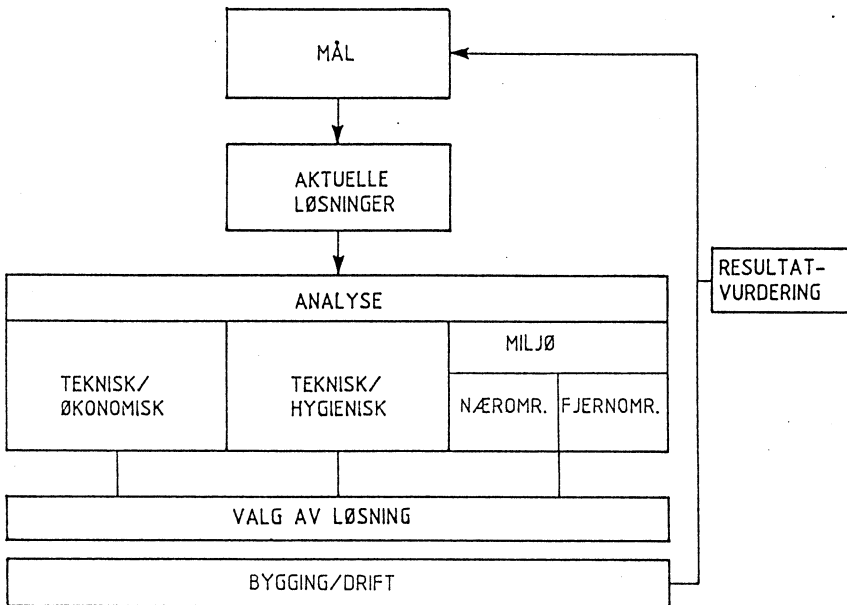 MÅL
AKTUELLE
LØSNINGER
RESULTAT-
VURDERING
ANALYSE
TEKNISK/
ØKONOMISK
TEKNISK/
HYGIENISK
MILJØ
NÆROMR.
FJERNOMR.
VALG AV LØSNING
BYGGING/DRIFT